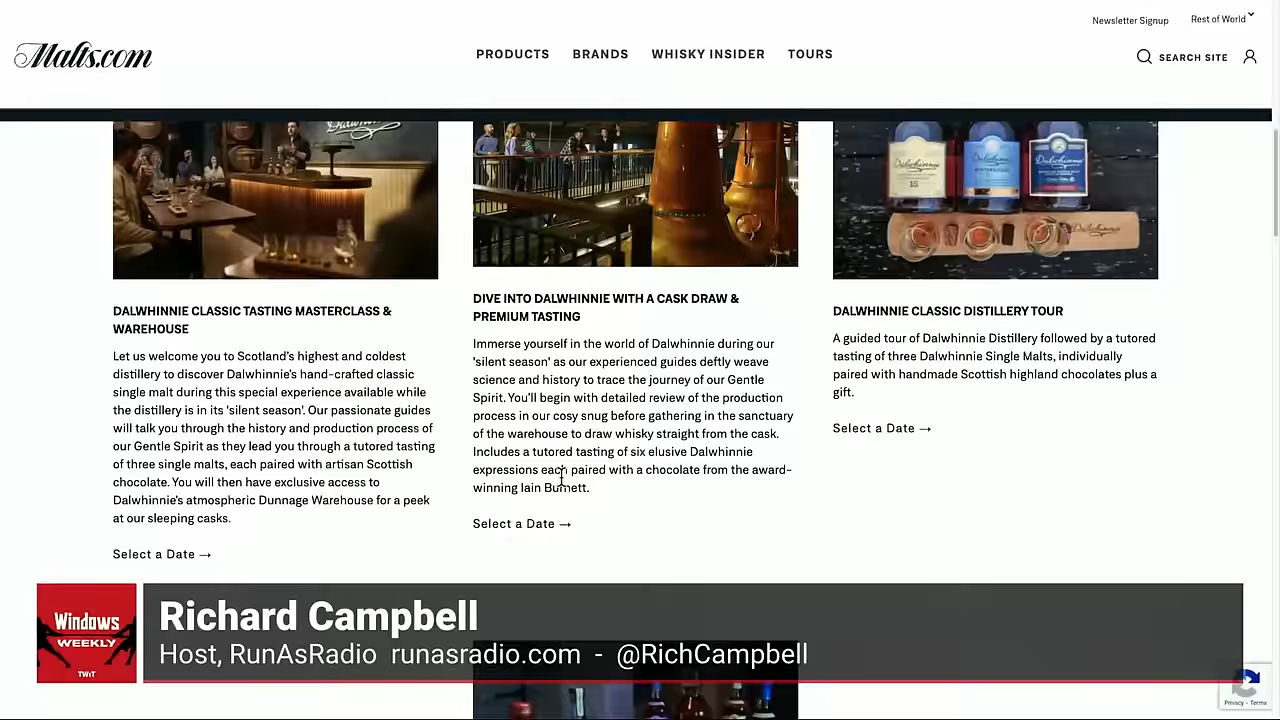 Newsletter Signup
Rest of World
Malts.com
PRODUCTS
BRANDS
WHISKY INSIDER
TOURS
SEARCH SITE
Dalwhinnie
Dalwhinnie
15
Dalwhinnie
Dalwhinnie
DALWHINNIE CLASSIC TASTING MASTERCLASS &
WAREHOUSE
Let us welcome you to Scotland's highest and coldest
distillery to discover Dalwhinnie's hand-crafted classic
single malt during this special experience available while
the distillery is in its 'silent season'. Our passionate guides
will talk you through the history and production process of
our Gentle Spirit as they lead you through a tutored tasting
of three single malts, each paired with artisan Scottish
chocolate. You will then have exclusive access to
Dalwhinnie's atmospheric Dunnage Warehouse for a peek
at our sleeping casks.
Select a Date →
DIVE INTO DALWHINNIE WITH A CASK DRAW &
PREMIUM TASTING
Immerse yourself in the world of Dalwhinnie during our
'silent season' as our experienced guides deftly weave
science and history to trace the journey of our Gentle
Spirit. You'll begin with detailed review of the production
process in our cosy snug before gathering in the sanctuary
of the warehouse to draw whisky straight from the cask.
Includes a tutored tasting of six elusive Dalwhinnie
expressions each paired with a chocolate from the award-
winning Iain Burnett.
Select a Date →
DALWHINNIE CLASSIC DISTILLERY TOUR
A guided tour of Dalwhinnie Distillery followed by a tutored
tasting of three Dalwhinnie Single Malts, individually
paired with handmade Scottish highland chocolates plus a
gift.
Select a Date →
Windows
WEEKLY
TWiT
Richard Campbell
Host, RunAsRadio runasradio.com - @RichCampbell
Privacy - Terms